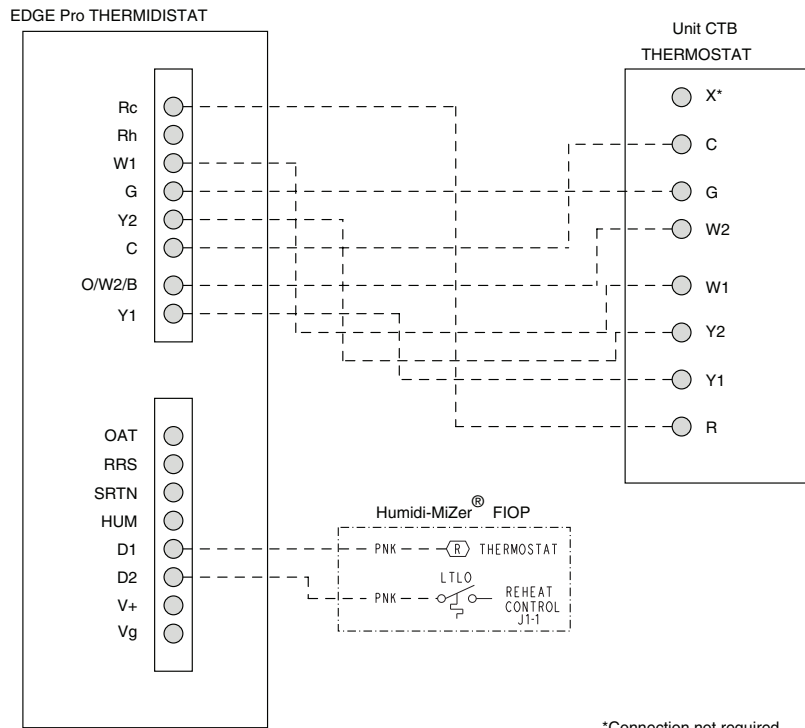 EDGE Pro THERMIDISTAT
Rc
Rh
W1
G
Y2
C
O/W2/B
Y1
OAT
RRS
SRTN
HUM
D1
D2
V+
Vg
Unit CTB
THERMOSTAT
X*
C
G
W2
W1
Y2
Y1
R
Humidi-MiZer® FIOP
PNK R THERMOSTAT
LTLO
PNK REHEAT
CONTROL
J1-1
*Connection not required.